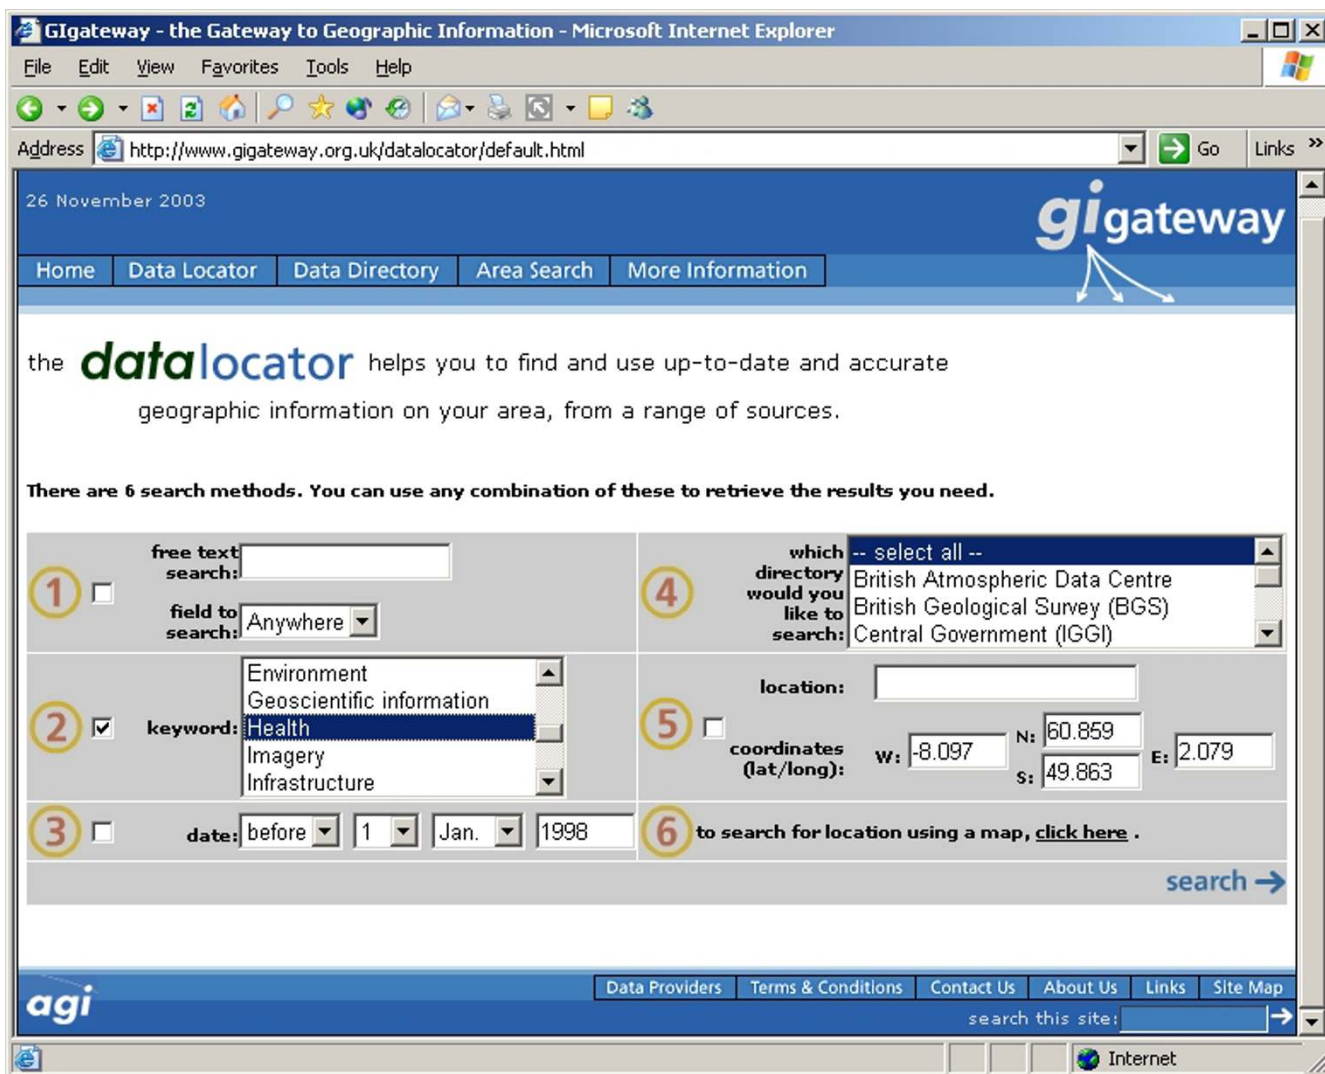 GIgateway - the Gateway to Geographic Information - Microsoft Internet Explorer
File Edit View Favorites Tools Help
Address http://www.gigateway.org.uk/datalocator/default.html Go Links »
26 November 2003
gigateway
Home Data Locator Data Directory Area Search More Information
the datalocator helps you to find and use up-to-date and accurate
geographic information on your area, from a range of sources.
There are 6 search methods. You can use any combination of these to retrieve the results you need.
1
free text
search:
field to
search: Anywhere
4
which
directory
would you
like to
search:
-- select all --
British Atmospheric Data Centre
British Geological Survey (BGS)
Central Government (IGGI)
2
keyword:
Environment
Geoscientific information
Health
Imagery
Infrastructure
5
location:
coordinates
(lat/long):
W: -8.097
N: 60.859
S: 49.863
E: 2.079
3
date: before 1 Jan. 1998
6 to search for location using a map, click here .
search
agi
Data Providers Terms & Conditions Contact Us About Us Links Site Map
search this site:
Internet